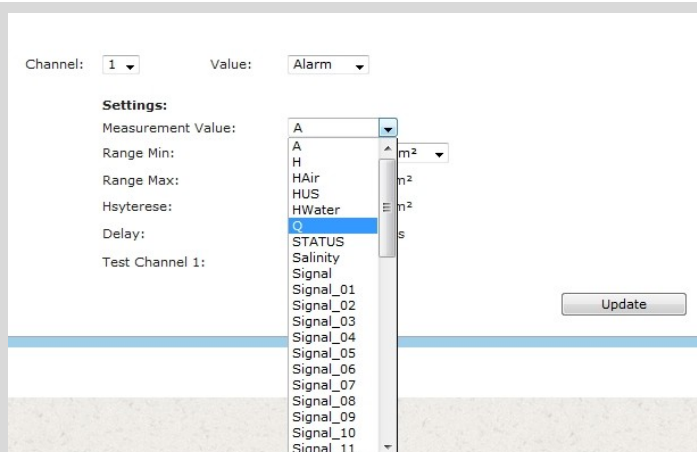 Channel: 1 Value: Alarm
Settings:
Measurement Value: A
A
H
HAir
HUS
HWater
Q
STATUS
Salinity
Signal
Signal_01
Signal_02
Signal_03
Signal_04
Signal_05
Signal_06
Signal_07
Signal_08
Signal_09
Signal_10
Signal_11
Range Min: m²
Range Max: m²
Hsyterese: m²
Delay: s
Test Channel 1:
Update